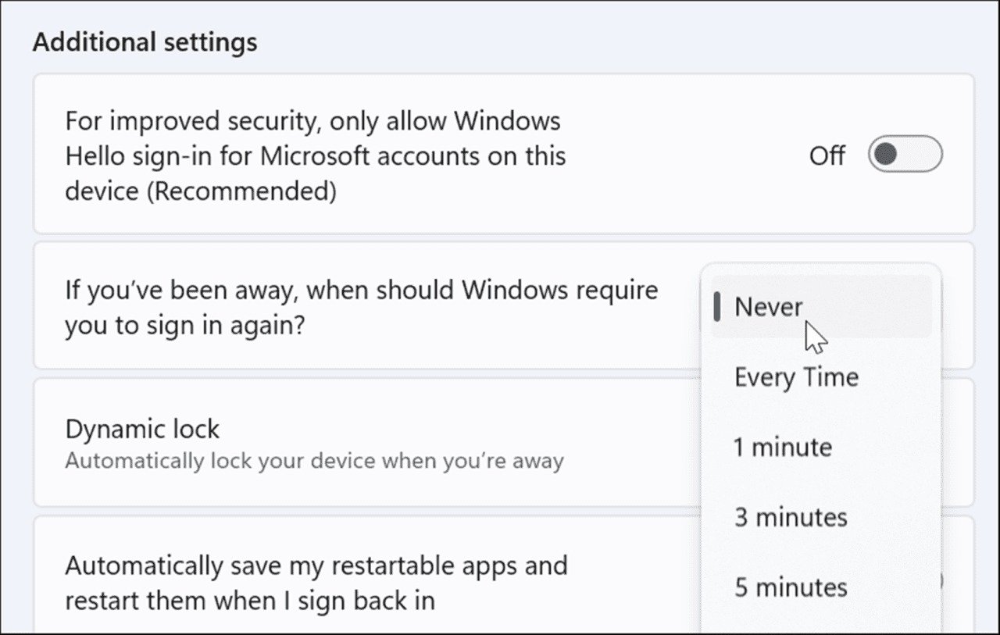 Additional settings
For improved security, only allow Windows
Hello sign-in for Microsoft accounts on this
device (Recommended)
Off
If you’ve been away, when should Windows require
you to sign in again?
Never
Every Time
1 minute
3 minutes
5 minutes
Dynamic lock
Automatically lock your device when you’re away
Automatically save my restartable apps and
restart them when I sign back in